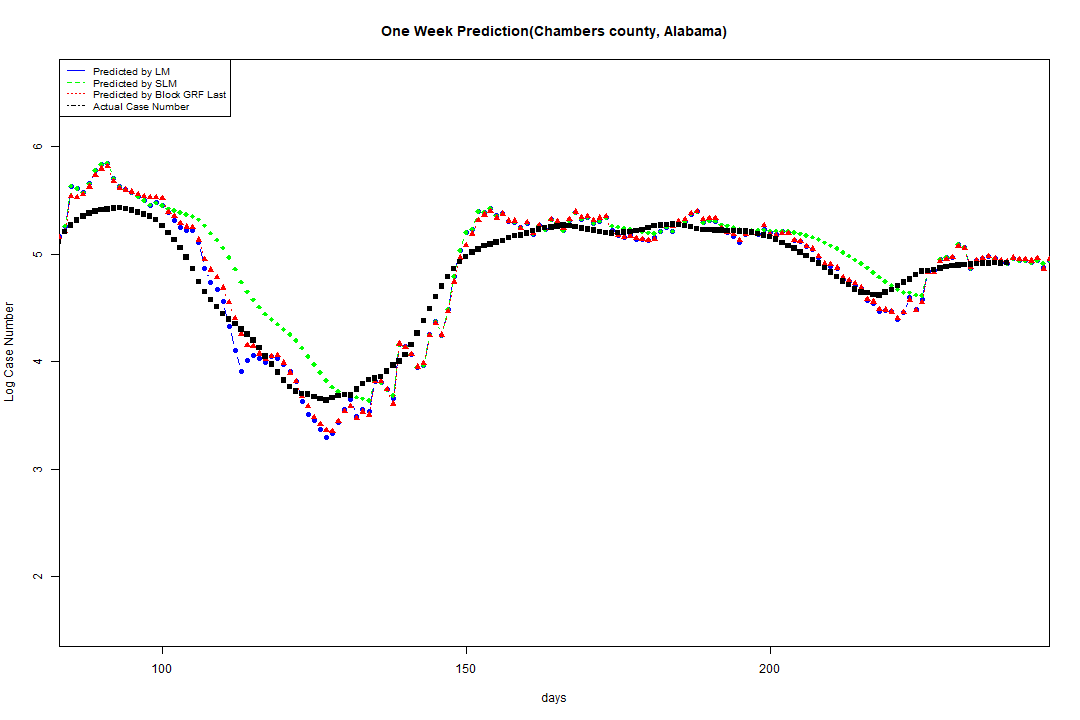 One Week Prediction(Chambers county, Alabama)
Predicted by LM
Predicted by SLM
Predicted by Block GRF Last
Actual Case Number
6
5
4
3
2
Log Case Number
100 150 200
days